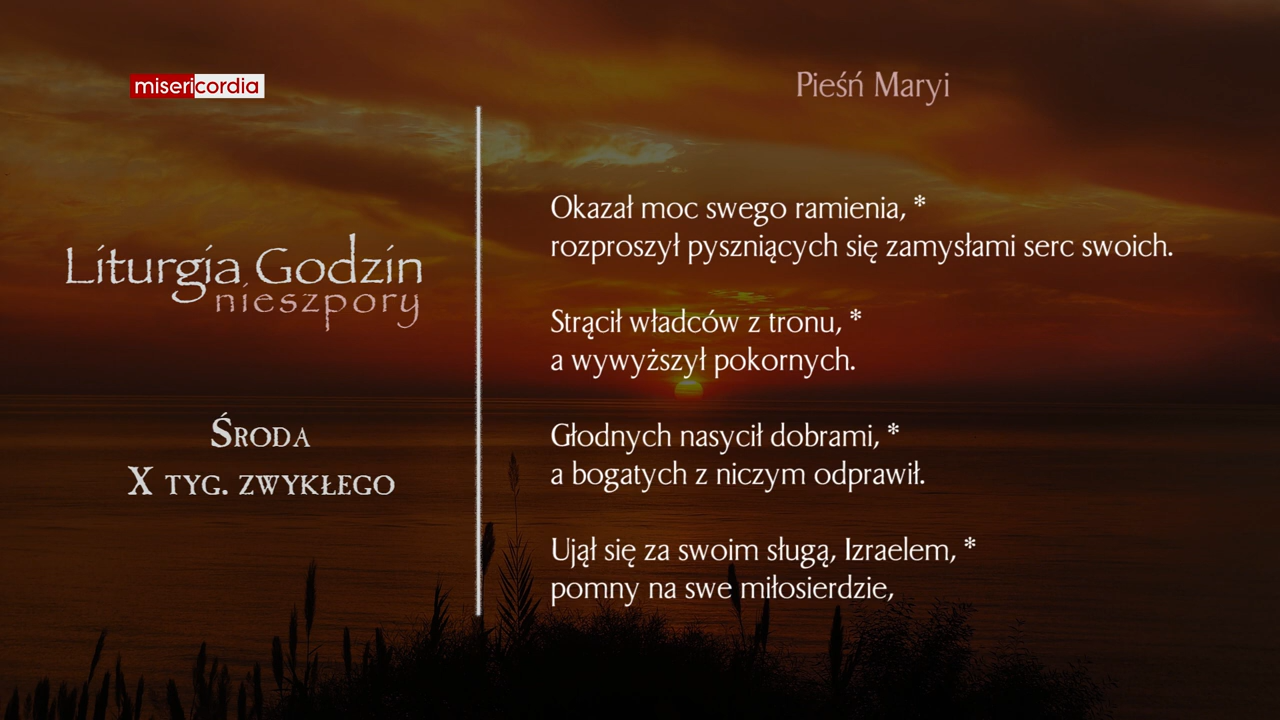 misericordia
Pieśń Maryi
Liturgia Godzin
nieszpory
Środa
X tyg. zwykłego
Okazał moc swego ramienia, *
rozproszył pyszniących się zamysłami serc swoich.
Strącił władców z tronu, *
a wywyższył pokornych.
Głodnych nasycił dobrami, *
a bogatych z niczym odprawił.
Ujął się za swoim sługą, Izraelem, *
pomny na swe miłosierdzie,